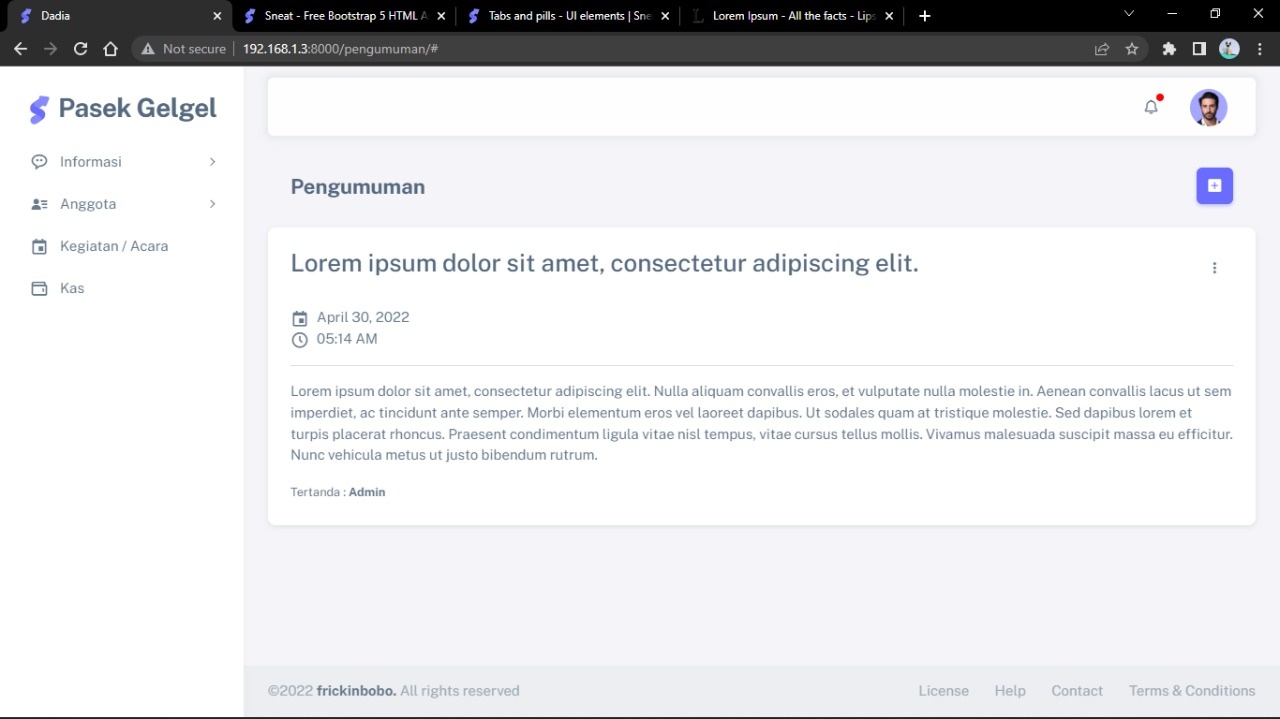 Dadia
Sneat - Free Bootstrap 5 HTML A
Tabs and pills - UI elements | Sne
Lorem Ipsum - All the facts - Lips
Not secure
192.168.1.3:8000/pengumuman/#
Pasek Gelgel
Informasi
Anggota
Kegiatan / Acara
Kas
Pengumuman
Lorem ipsum dolor sit amet, consectetur adipiscing elit.
April 30, 2022
05:14 AM
Lorem ipsum dolor sit amet, consectetur adipiscing elit. Nulla aliquam convallis eros, et vulputate nulla molestie in. Aenean convallis lacus ut sem
imperdiet, ac tincidunt ante semper. Morbi elementum eros vel laoreet dapibus. Ut sodales quam at tristique molestie. Sed dapibus lorem et
turpis placerat rhoncus. Praesent condimentum ligula vitae nisl tempus, vitae cursus tellus mollis. Vivamus malesuada suscipit massa eu efficitur.
Nunc vehicula metus ut justo bibendum rutrum.
Tertanda : Admin
©2022 frickinbobo. All rights reserved
License Help Contact Terms & Conditions